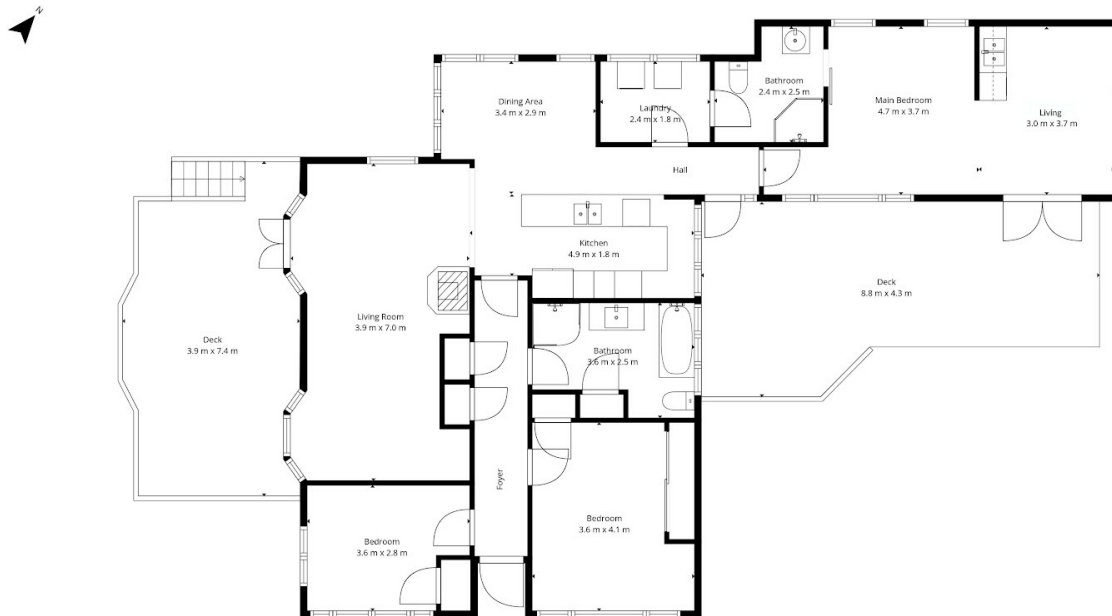 N
Dining Area
3.4 m x 2.9 m
Laundry
2.4 m x 1.8 m
Bathroom
2.4 m x 2.5 m
Main Bedroom
4.7 m x 3.7 m
Living
3.0 m x 3.7 m
Hall
Kitchen
4.9 m x 1.8 m
Deck
8.8 m x 4.3 m
Living Room
3.9 m x 7.0 m
Deck
3.9 m x 7.4 m
Bathroom
3.6 m x 2.5 m
Foyer
Bedroom
3.6 m x 4.1 m
Bedroom
3.6 m x 2.8 m